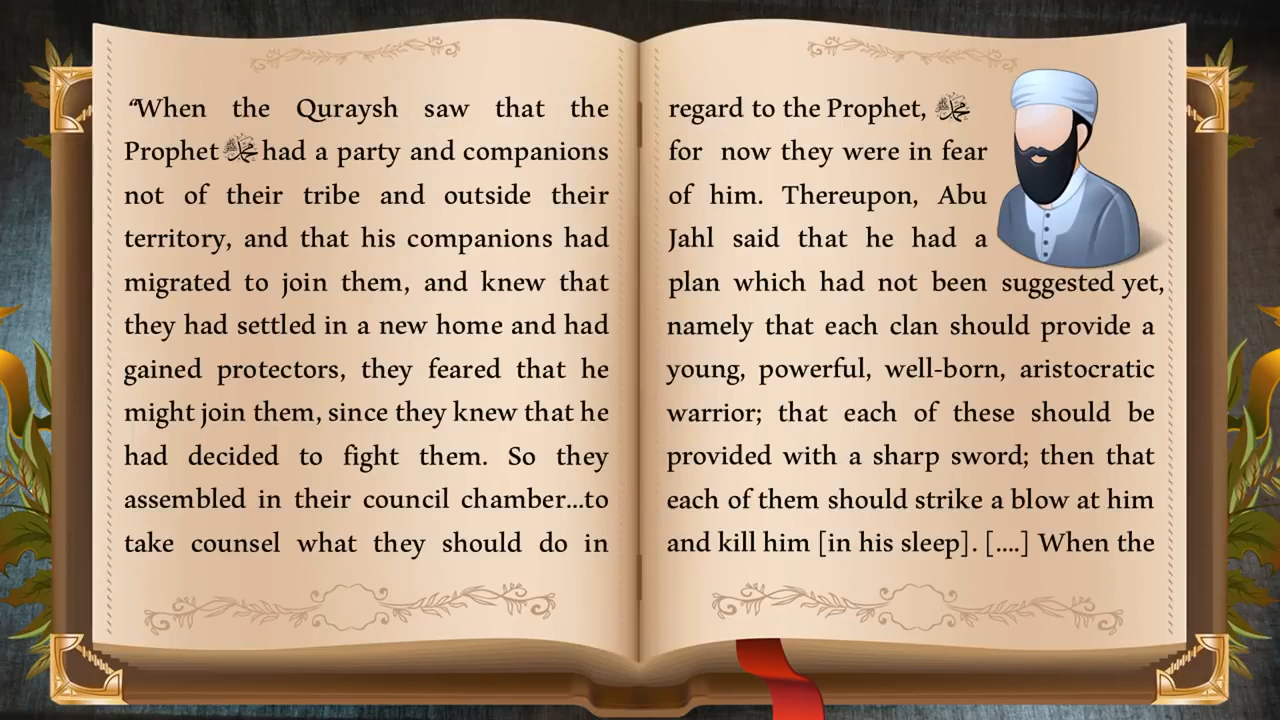 “When the Quraysh saw that the
Prophet ﷺ had a party and companions
not of their tribe and outside their
territory, and that his companions had
migrated to join them, and knew that
they had settled in a new home and had
gained protectors, they feared that he
might join them, since they knew that he
had decided to fight them. So they
assembled in their council chamber...to
take counsel what they should do in
regard to the Prophet, ﷺ
for now they were in fear
of him. Thereupon, Abu
Jahl said that he had a
plan which had not been suggested yet,
namely that each clan should provide a
young, powerful, well-born, aristocratic
warrior; that each of these should be
provided with a sharp sword; then that
each of them should strike a blow at him
and kill him [in his sleep]. [....] When the